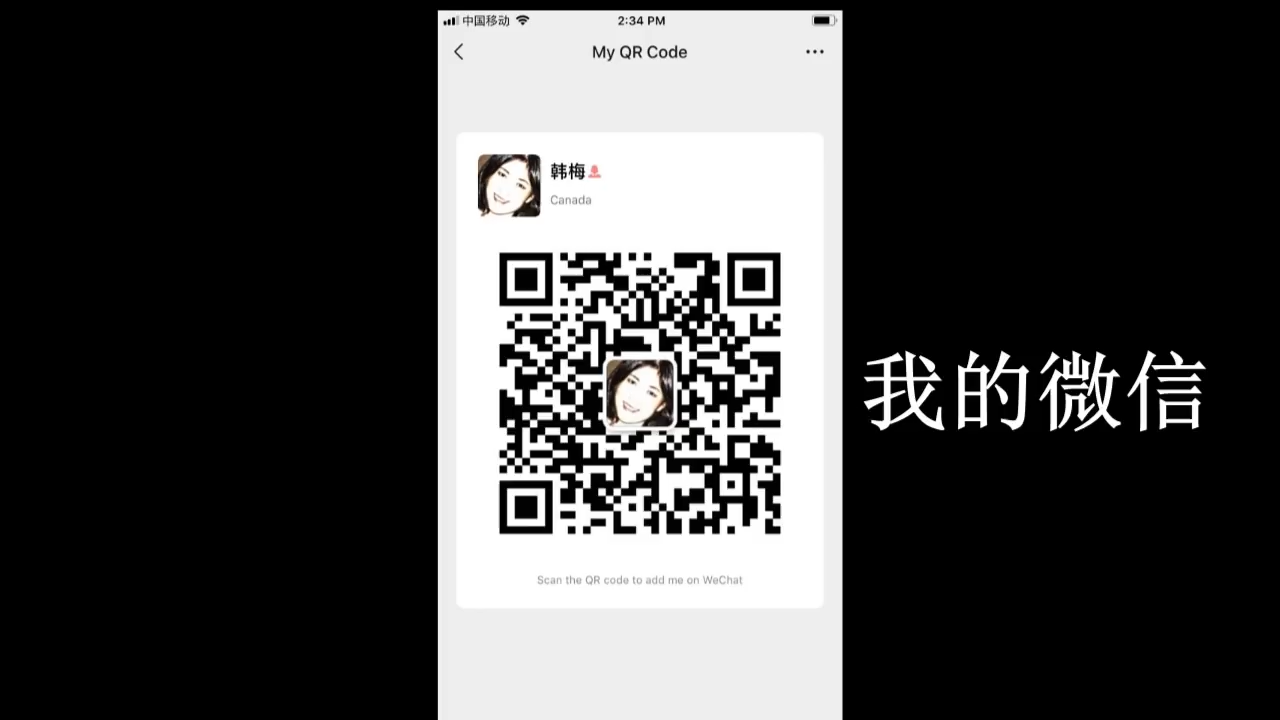 中国移动
2:34 PM
My QR Code
韩梅
Canada
我的微信
Scan the QR code to add me on WeChat